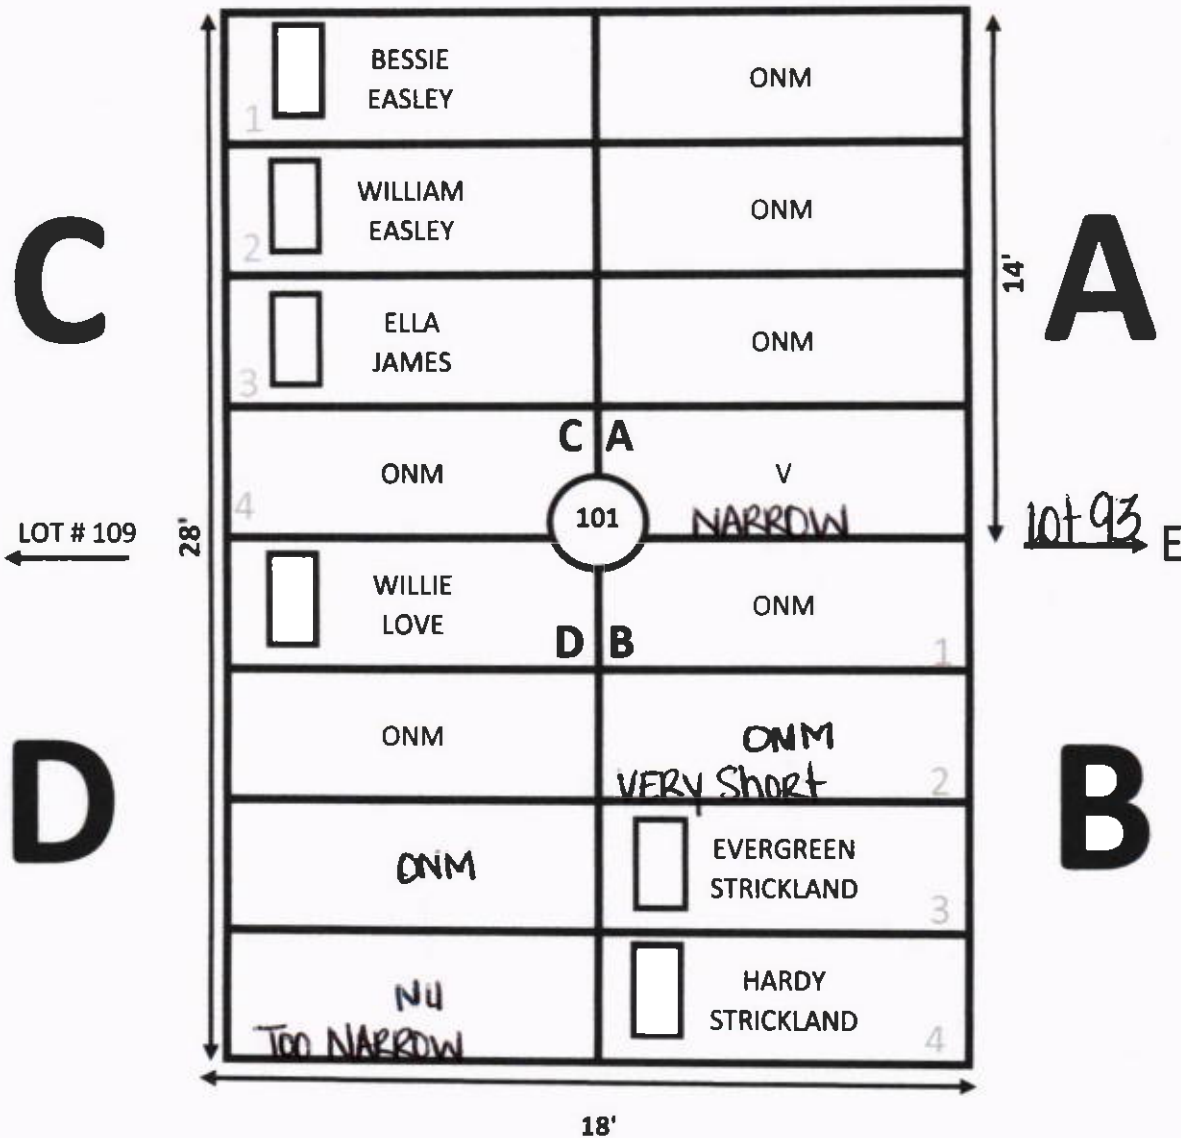 BESSIE
EASLEY
1
ONM
WILLIAM
EASLEY
2
ONM
C
A
14'
ELLA
JAMES
3
ONM
C A
ONM
4
V
NARROW
101
LOT # 109
28'
Lot 93
E
WILLIE
LOVE
ONM
1
D B
ONM
ONM
VERY Short
2
D
B
ONM
EVERGREEN
STRICKLAND
3
HARDY
STRICKLAND
4
TOO NARROW
18'